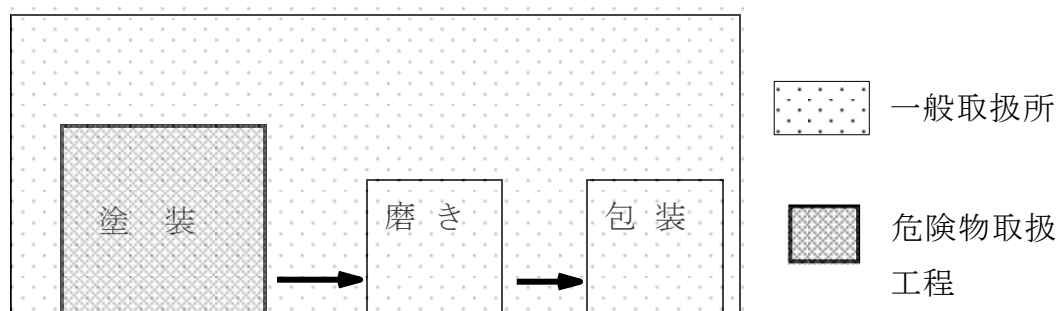 一般取扱所
塗 装
磨 き
包 装
危険物取扱
工程